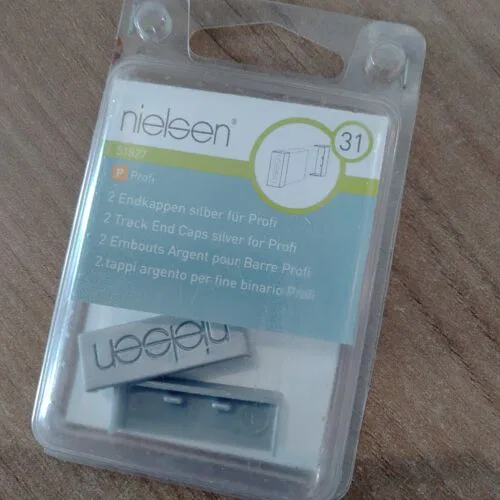 nielsen®
31
51827
P Profi
2 Endkappen silber für Profi
2 Track End Caps silver for Profi
2 Embouts Argent pour Barre Profi
2 tappi argento per fine binario Profi
nielsen